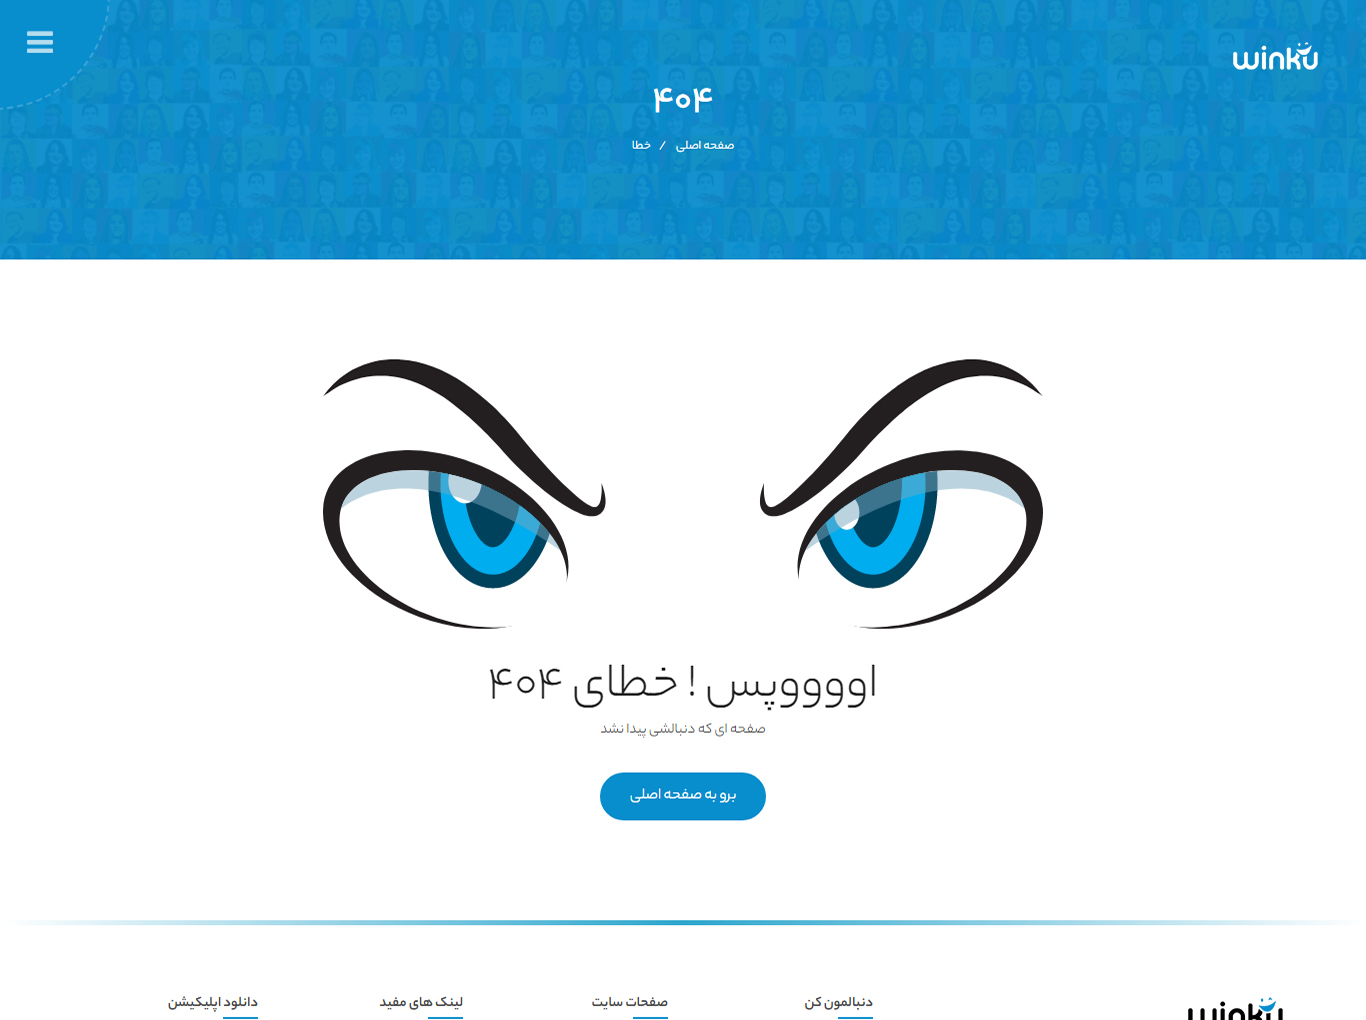 winku
۴۰۴
صفحه اصلی / خطا
اووووپس ! خطای ۴۰۴
صفحه ای که دنبالشی پیدا نشد
برو به صفحه اصلی
winku
دنبالمون کن
صفحات سایت
لینک های مفید
دانلود اپلیکیشن